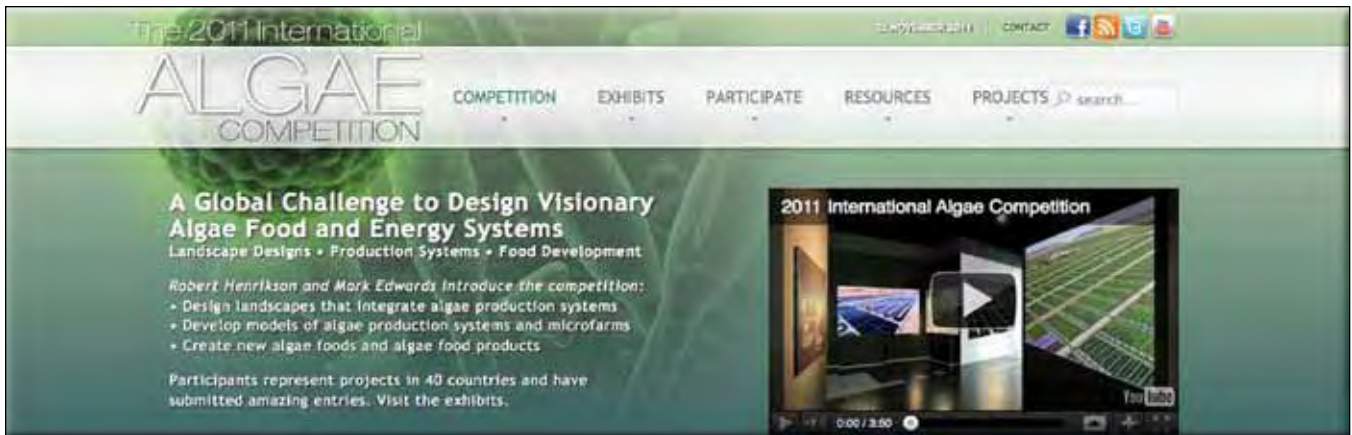 The 2011 International
ALGAE
COMPETITION
CONTACT
COMPETITION EXHIBITS PARTICIPATE RESOURCES PROJECTS search...
A Global Challenge to Design Visionary
Algae Food and Energy Systems
Landscape Designs • Production Systems • Food Development
Robert Henrikson and Mark Edwards introduce the competition:
• Design landscapes that integrate algae production systems
• Develop models of algae production systems and microfarms
• Create new algae foods and algae food products
Participants represent projects in 40 countries and have
submitted amazing entries. Visit the exhibits.
2011 International Algae Competition
YouTube
0:00 / 3:50